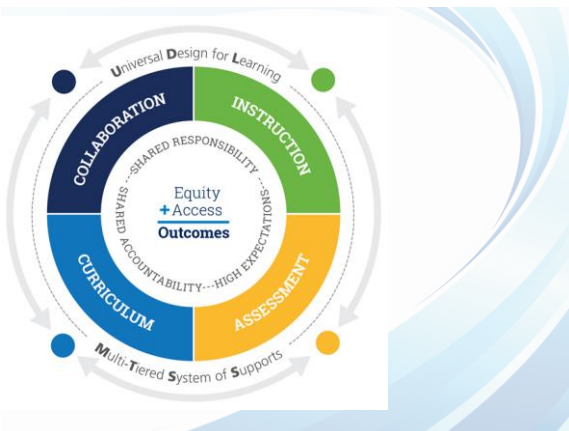 Universal Design for Learning
COLLABORATION
INSTRUCTION
SHARED RESPONSIBILITY ---
HIGH EXPECTATIONS ---
SHARED ACCOUNTABILITY ---
Equity
+Access
Outcomes
CURRICULUM
ASSESSMENT
Multi-Tiered System of Supports